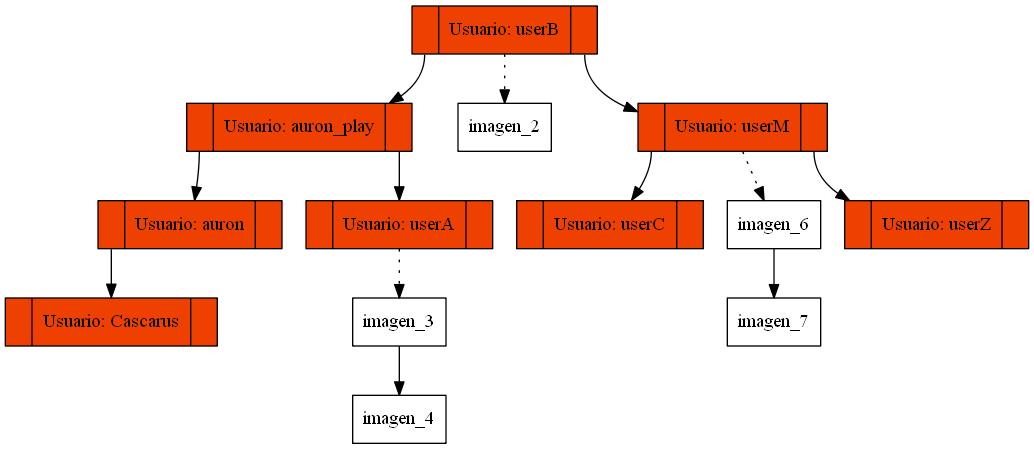 Usuario: userB
Usuario: auron_play
imagen_2
Usuario: userM
Usuario: auron
Usuario: userA
Usuario: userC
imagen_6
Usuario: userZ
Usuario: Cascarus
imagen_3
imagen_7
imagen_4